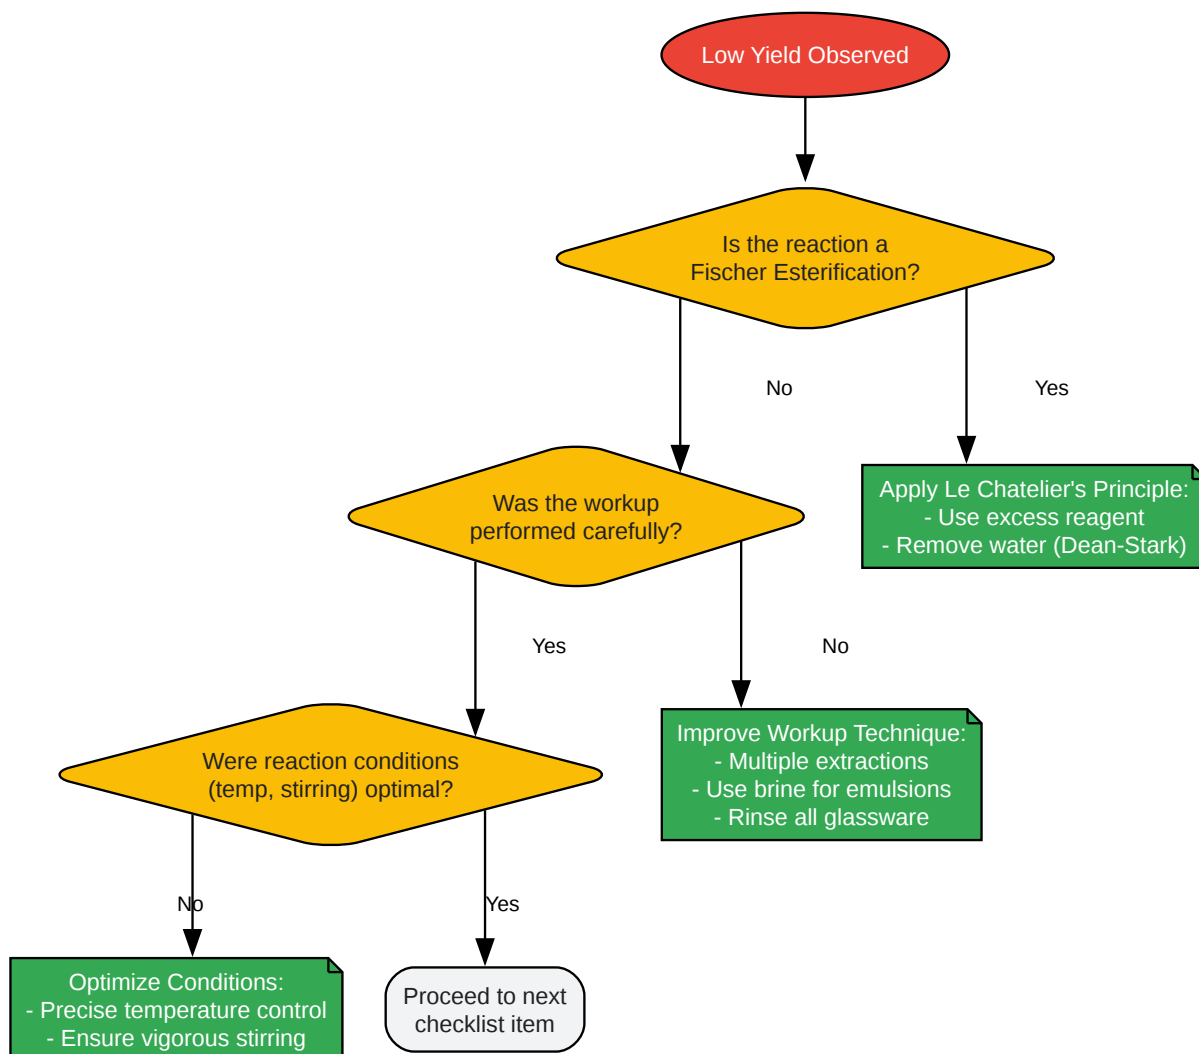 Low Yield Observed
Is the reaction a
Fischer Esterification?
No
Yes
Was the workup
performed carefully?
Apply Le Chatelier's Principle:
- Use excess reagent
- Remove water (Dean-Stark)
Yes
No
Were reaction conditions
(temp, stirring) optimal?
Improve Workup Technique:
- Multiple extractions
- Use brine for emulsions
- Rinse all glassware
No
Yes
Optimize Conditions:
- Precise temperature control
- Ensure vigorous stirring
Proceed to next
checklist item